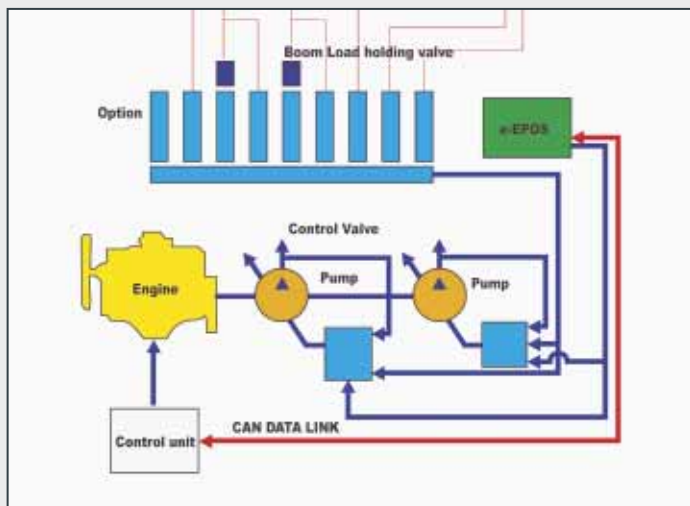 Boom Load holding valve
Option
e-EPOS
Control Valve
Pump
Pump
Engine
CAN DATA LINK
Control unit